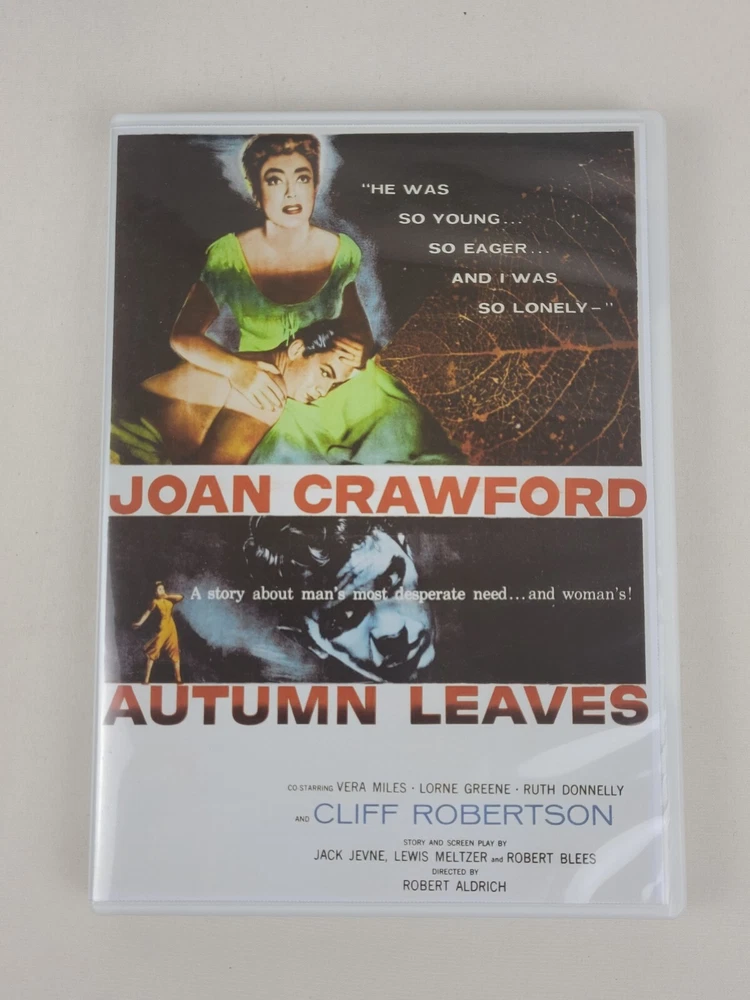 "HE WAS
SO YOUNG...
SO EAGER...
AND I WAS
SO LONELY–"
JOAN CRAWFORD
A story about man's most desperate need...and woman's!
AUTUMN LEAVES
CO-STARRING VERA MILES · LORNE GREENE · RUTH DONNELLY
AND CLIFF ROBERTSON
STORY AND SCREEN PLAY BY
JACK JEVNE, LEWIS MELTZER and ROBERT BLEES
DIRECTED BY
ROBERT ALDRICH